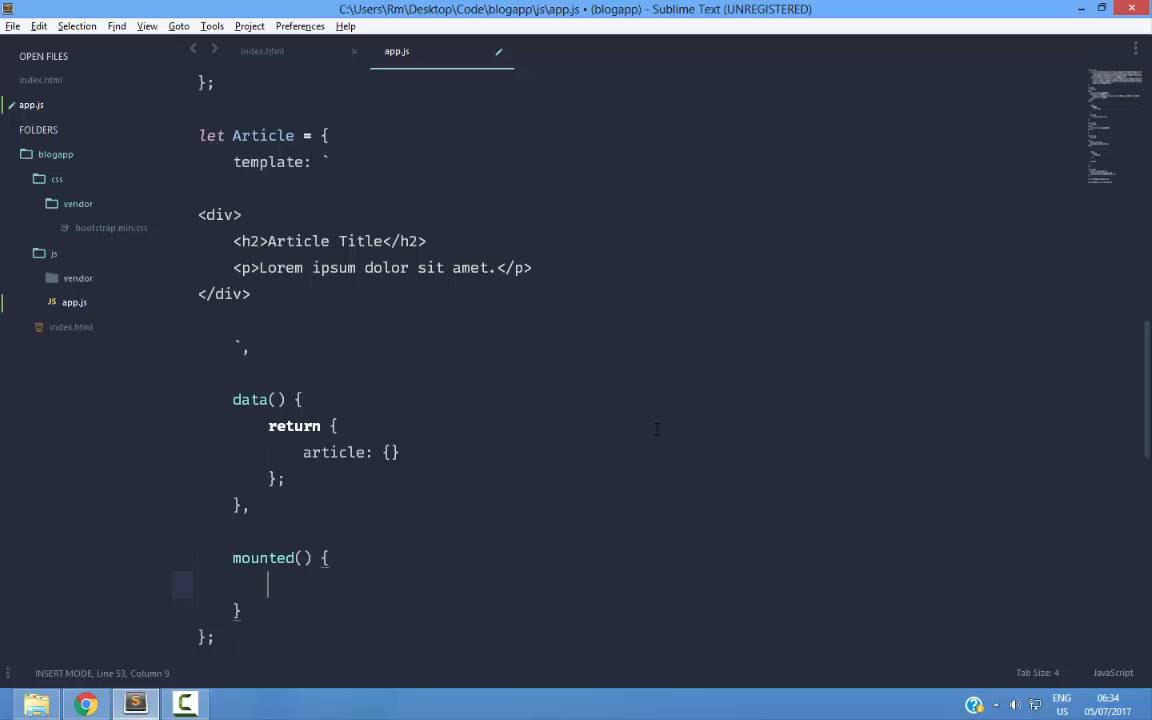 C:\Users\Rm\Desktop\Code\blogapp\js\app.js • (blogapp) - Sublime Text (UNREGISTERED)
File Edit Selection Find View Goto Tools Project Preferences Help
OPEN FILES
index.html
app.js
FOLDERS
blogapp
css
vendor
bootstrap.min.css
js
vendor
JS app.js
index.html
index.html × app.js
};
let Article = {
    template: `
<div>
    <h2>Article Title</h2>
    <p>Lorem ipsum dolor sit amet.</p>
</div>
    `,
    data() {
        return {
            article: {}
        };
    },
    mounted() {
    }
};
INSERT MODE, Line 53, Column 9
Tab Size: 4 JavaScript
ENG
US
06:34
05/07/2017